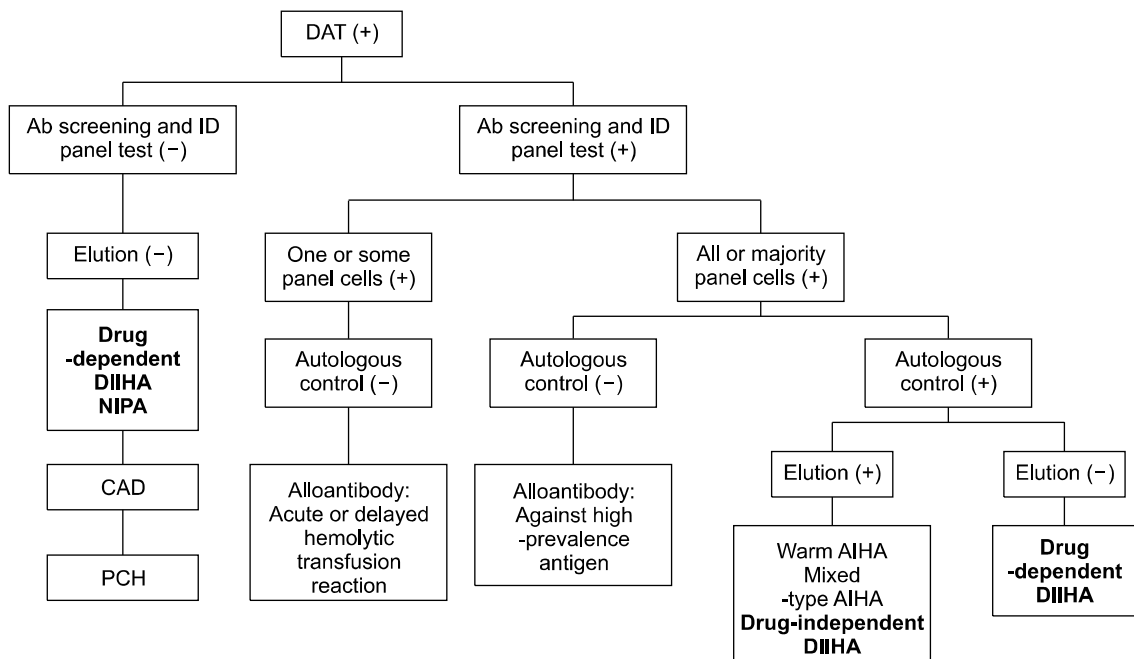 DAT (+)
Ab screening and ID
panel test (−)
Ab screening and ID
panel test (+)
Elution (−)
One or some
panel cells (+)
All or majority
panel cells (+)
Drug
-dependent
DIIHA
NIPA
Autologous
control (−)
Autologous
control (−)
Autologous
control (+)
CAD
Alloantibody:
Acute or delayed
hemolytic
transfusion
reaction
Alloantibody:
Against high
-prevalence
antigen
Elution (+)
Elution (−)
PCH
Warm AIHA
Mixed
-type AIHA
Drug-independent
DIIHA
Drug
-dependent
DIIHA